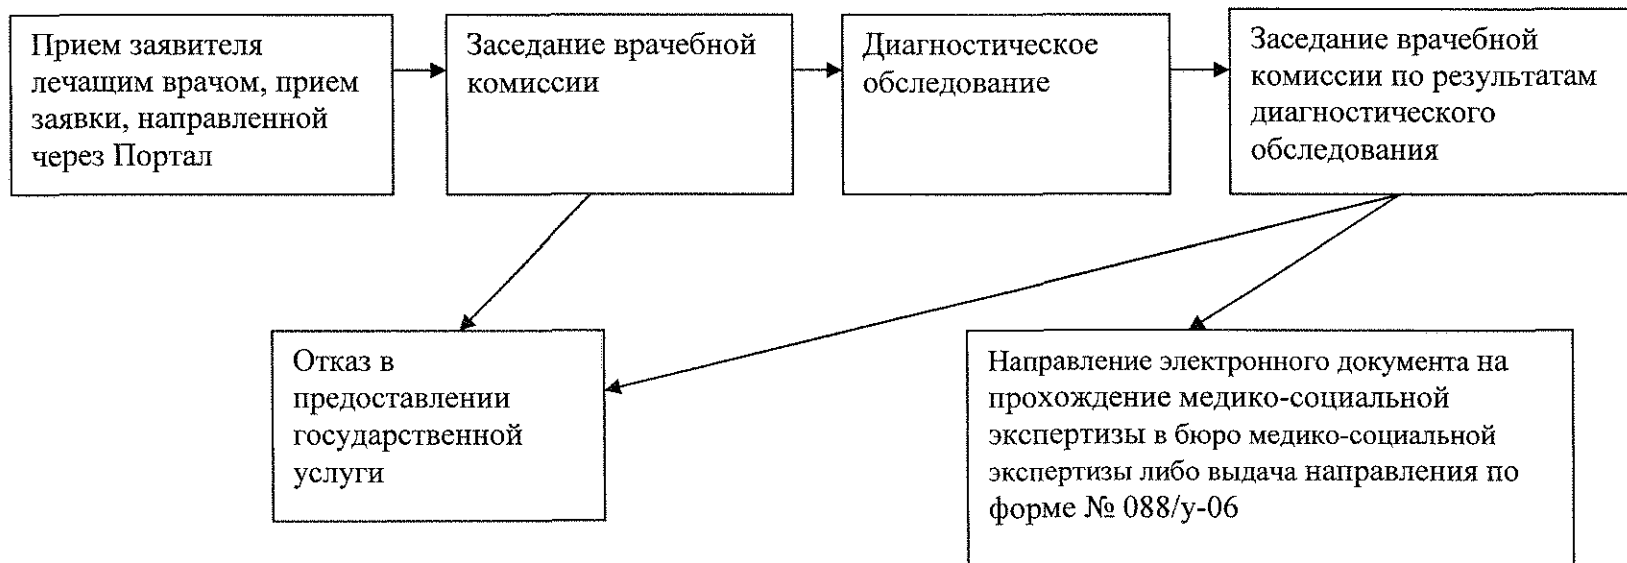 Прием заявителя
лечащим врачом, прием
заявки, направленной
через Портал
Заседание врачебной
комиссии
Диагностическое
обследование
Заседание врачебной
комиссии по результатам
диагностического
обследования
Отказ в
предоставлении
государственной
услуги
Направление электронного документа на
прохождение медико-социальной
экспертизы в бюро медико-социальной
экспертизы либо выдача направления по
форме № 088/у-06